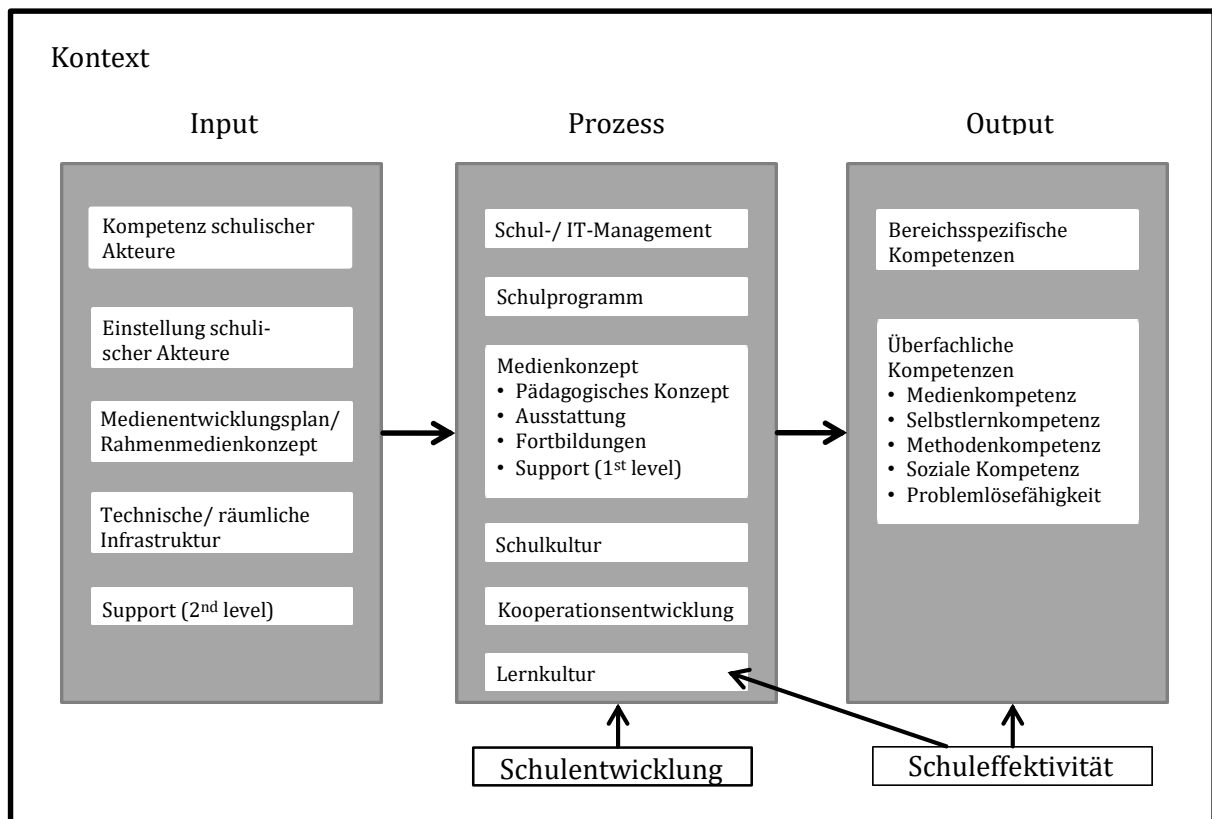 Kontext
Input
Kompetenz schulischer
Akteure
Einstellung schuli-
scher Akteure
Medienentwicklungsplan/
Rahmenmedienkonzept
Technische/ räumliche
Infrastruktur
Support (2nd level)
Prozess
Schul-/ IT-Management
Schulprogramm
Medienkonzept
• Pädagogisches Konzept
• Ausstattung
• Fortbildungen
• Support (1st level)
Schulkultur
Kooperationsentwicklung
Lernkultur
Output
Bereichsspezifische
Kompetenzen
Überfachliche
Kompetenzen
• Medienkompetenz
• Selbstlernkompetenz
• Methodenkompetenz
• Soziale Kompetenz
• Problemlösefähigkeit
Schulentwicklung
Schuleffektivität